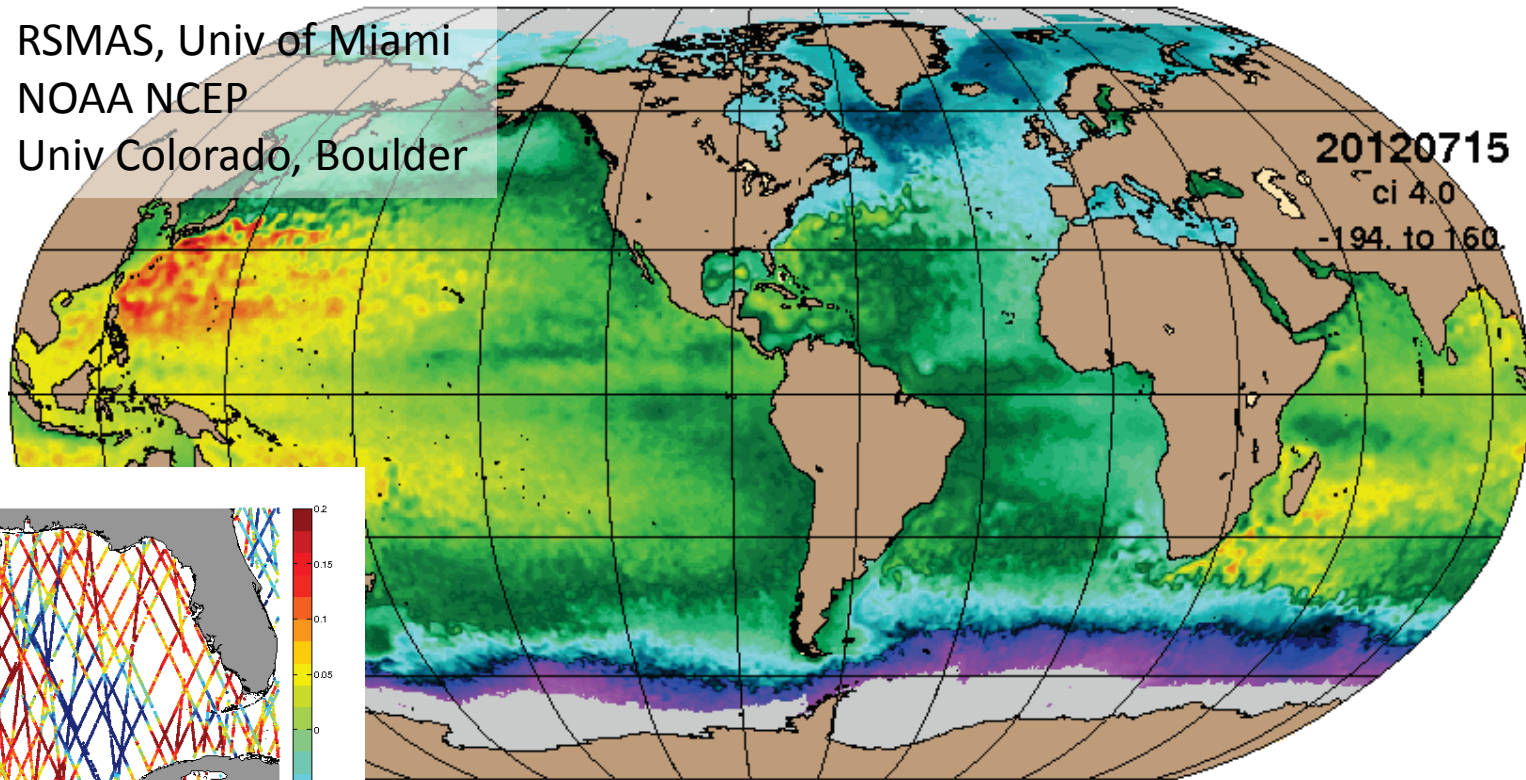 RSMAS, Univ of Miami
NOAA NCEP
Univ Colorado, Boulder
20120715
ci 4.0
-194. to 160.
0.2
0.15
0.1
0.05
0